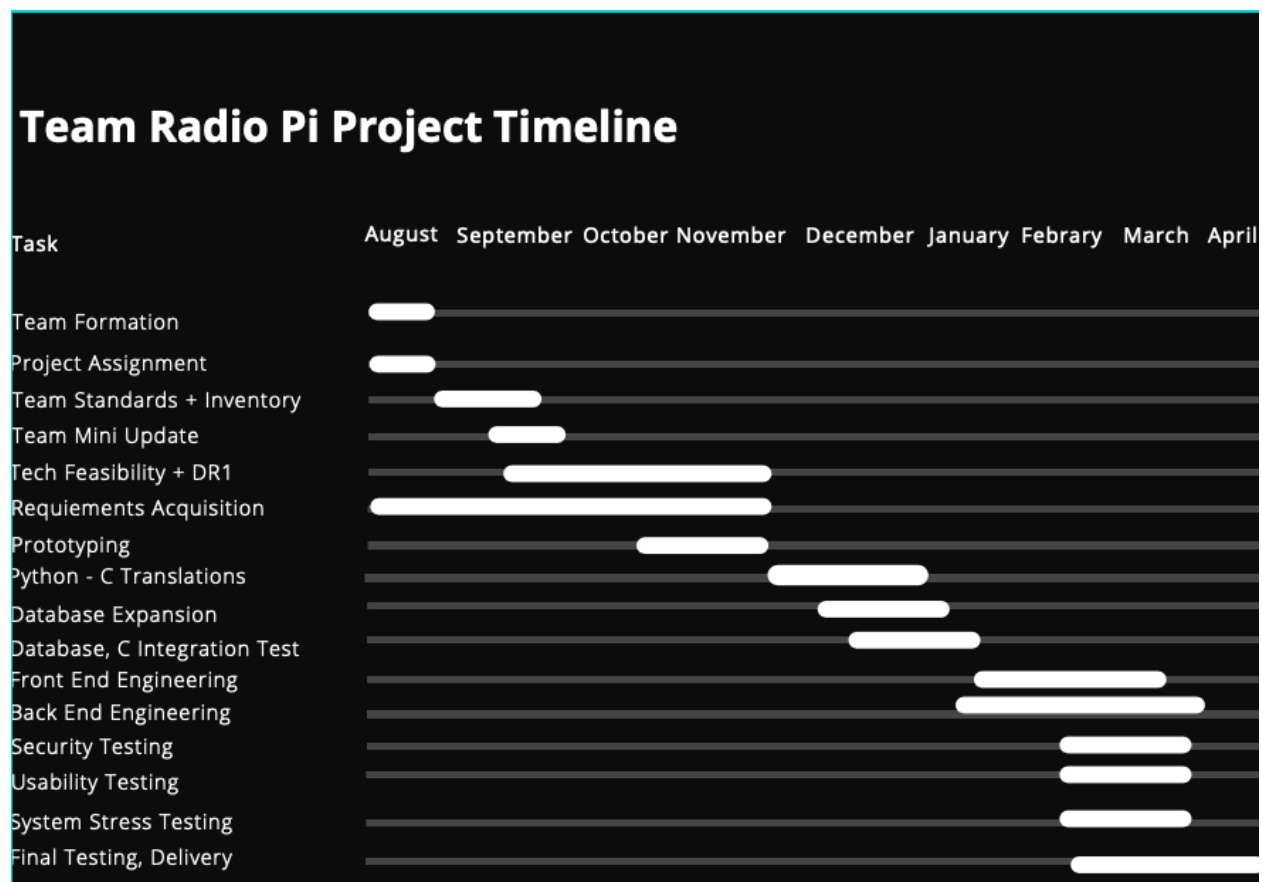 Team Radio Pi Project Timeline
Task August September October November December January Febrary March April
Team Formation
Project Assignment
Team Standards + Inventory
Team Mini Update
Tech Feasibility + DR1
Requiements Acquisition
Prototyping
Python - C Translations
Database Expansion
Database, C Integration Test
Front End Engineering
Back End Engineering
Security Testing
Usability Testing
System Stress Testing
Final Testing, Delivery